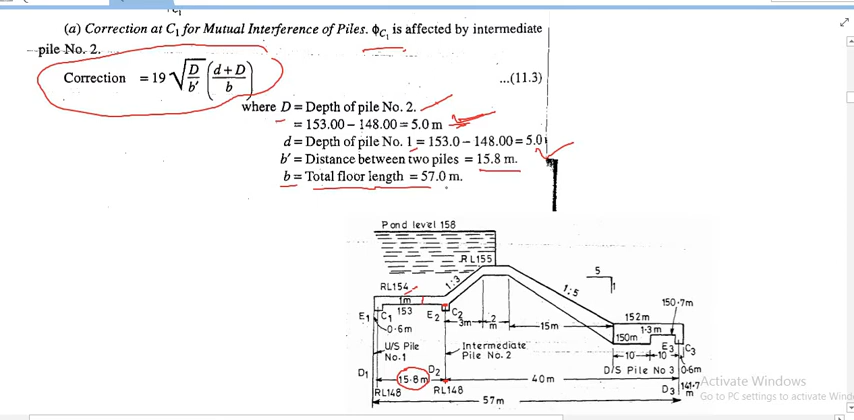 C₁
(a) Correction at C₁ for Mutual Interference of Piles. ϕC₁ is affected by intermediate
pile No. 2.
Correction = 19 √(D/b′) ((d + D)/b) ...(11.3)
where D = Depth of pile No. 2.
= 153.00 – 148.00 = 5.0 m
d = Depth of pile No. 1 = 153.0 – 148.00 = 5.0
b′ = Distance between two piles = 15.8 m.
b = Total floor length = 57.0 m.
Pond level 158
RL155
RL154
1:3
1:5
5
1
1m
153
E₁ C₁
0·6m
E₂ C₂
3m
2 m
15m
152m
150·7m
1·3m
150m
10
10
E₃ C₃
0·6m
U/S Pile
No.1
Intermediate
Pile No.2
D/S Pile No 3
D₁
15·8m
D₂
40m
D₃
141·7
m
RL148
RL148
57m
Activate Windows
Go to PC settings to activate Wind